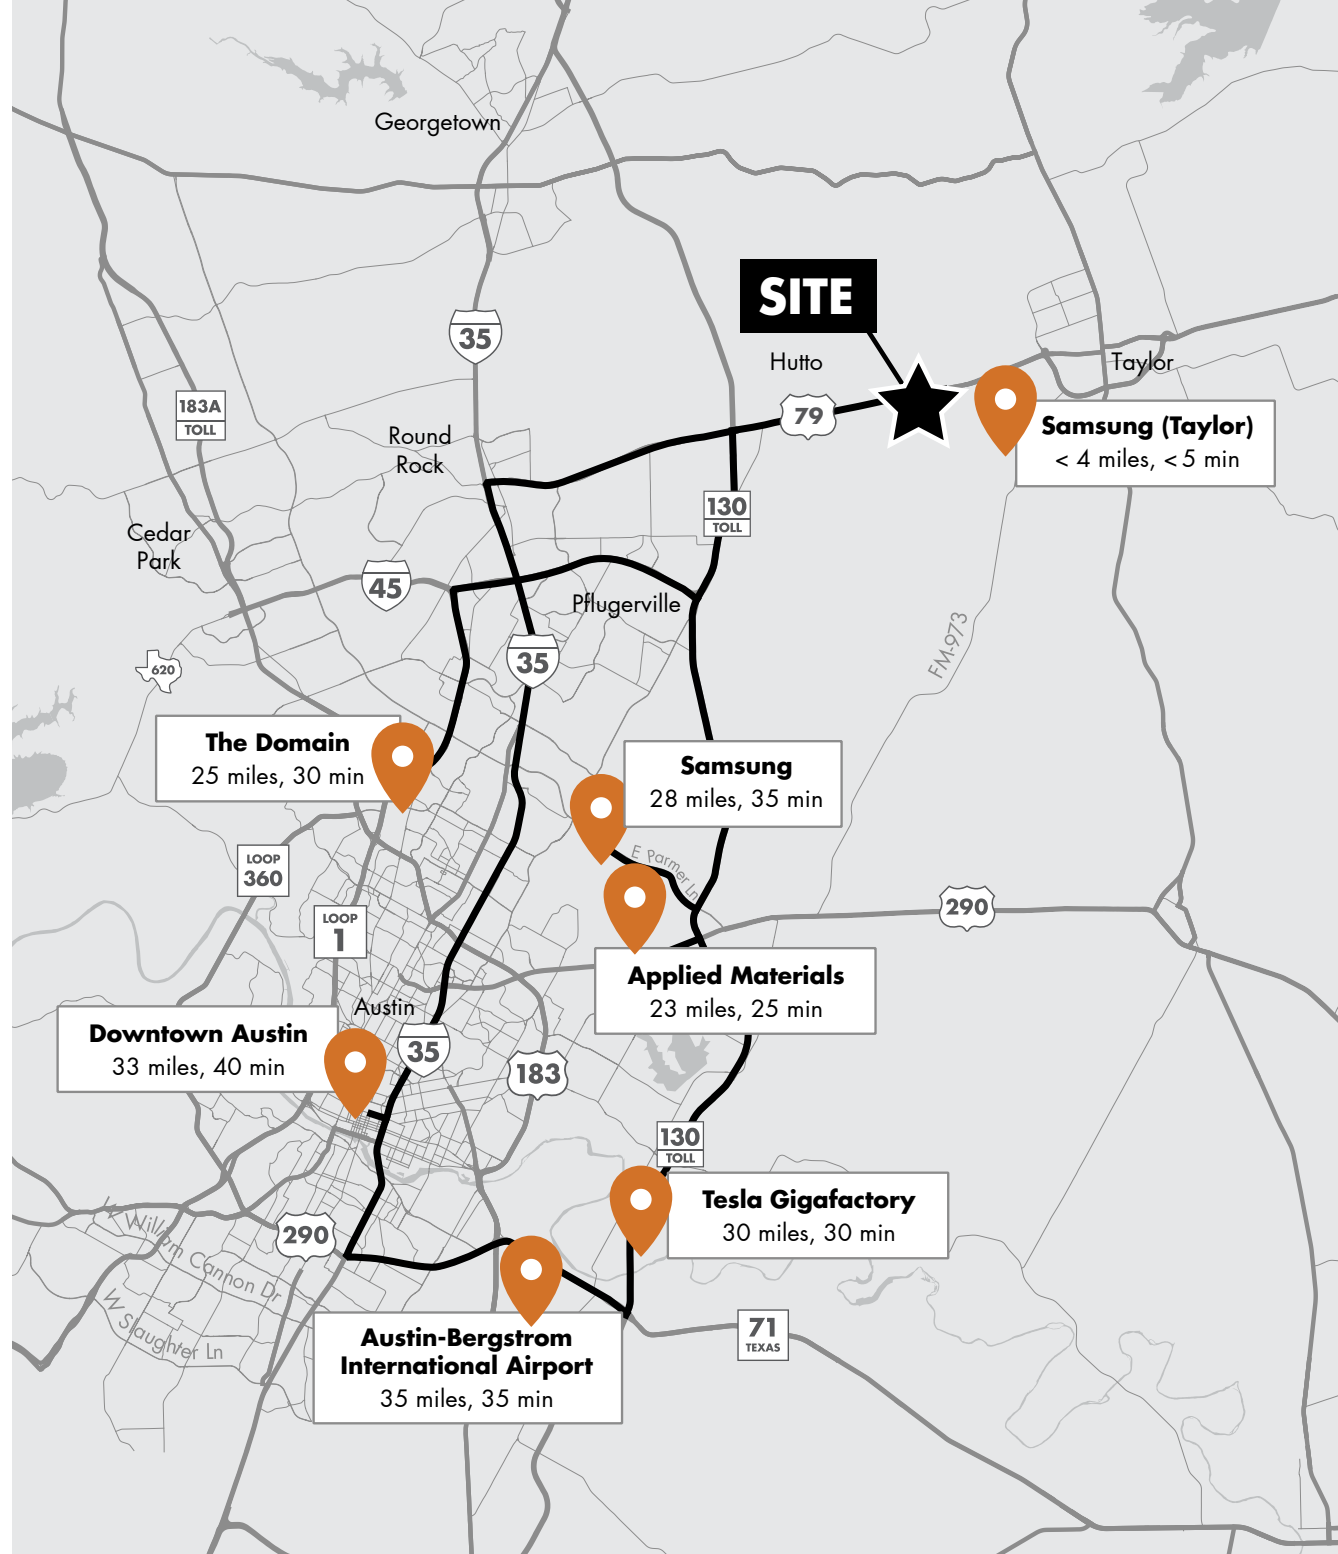 Georgetown
SITE
35
Hutto
Taylor
183A
TOLL
79
Samsung (Taylor)
< 4 miles, < 5 min
Round
Rock
130
TOLL
Cedar
Park
45
Pflugerville
FM-973
35
620
The Domain
25 miles, 30 min
Samsung
28 miles, 35 min
E Parmer Ln
LOOP
360
LOOP
1
290
Applied Materials
23 miles, 25 min
Austin
Downtown Austin
33 miles, 40 min
35
183
130
TOLL
Tesla Gigafactory
30 miles, 30 min
W William Cannon Dr
290
W Slaughter Ln
71
TEXAS
Austin-Bergstrom
International Airport
35 miles, 35 min